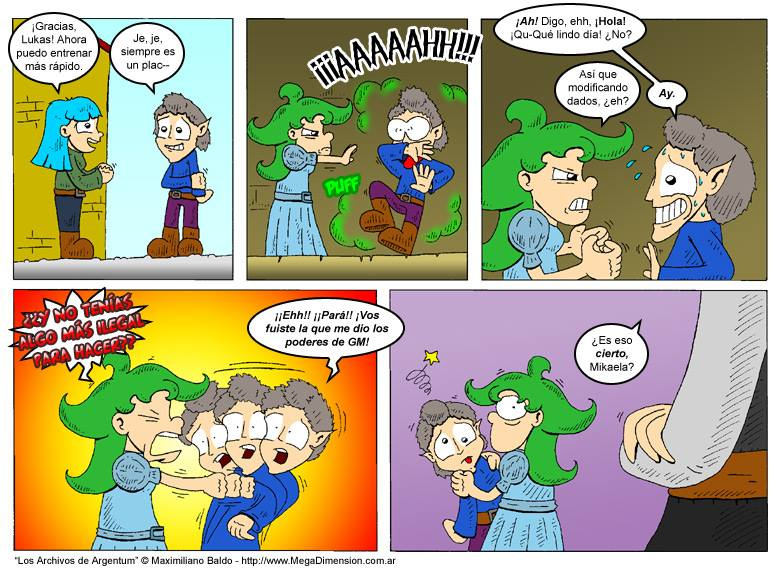 ¡Gracias,
Lukas! Ahora
puedo entrenar
más rápido.
Je, je,
siempre es
un plac--
¡¡¡AAAAAAHH!!!
PUFF
¡Ah! Digo, ehh, ¡Hola!
¡Qu-Qué lindo día! ¿No?
Así que
modificando
dados, ¿eh?
Ay.
¿¿Y NO TENÍAS
ALGO MÁS ILEGAL
PARA HACER??
¡¡Ehh!! ¡¡Pará!! ¡Vos
fuiste la que me dio los
poderes de GM!
¿Es eso
cierto,
Mikaela?
"Los Archivos de Argentum" © Maximiliano Baldo - http://www.MegaDimension.com.ar